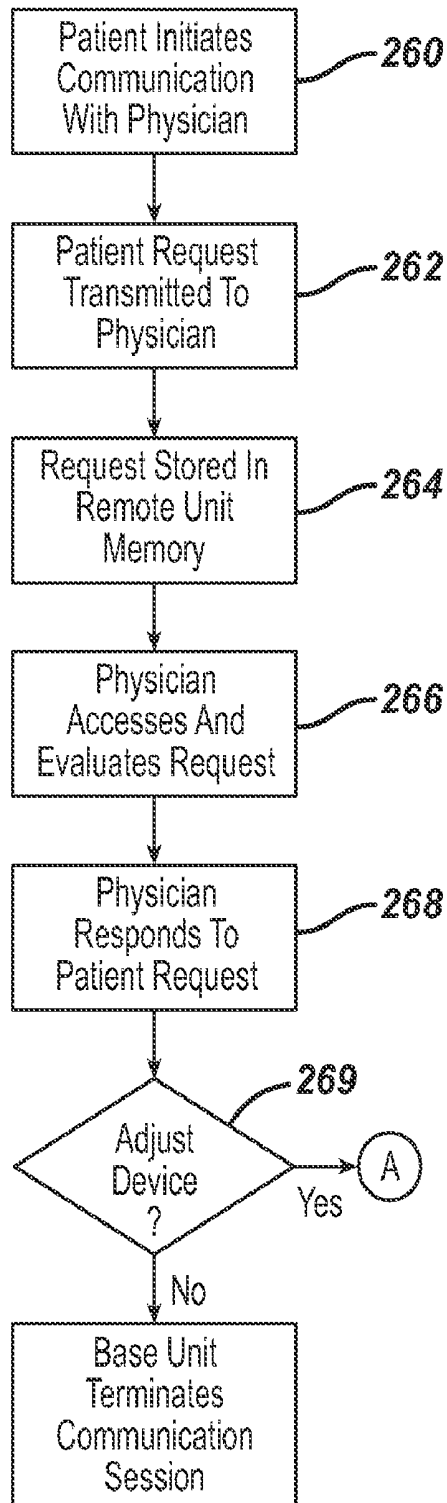 Patient Initiates
Communication
With Physician
260
Patient Request
Transmitted To
Physician
262
Request Stored In
Remote Unit
Memory
264
Physician
Accesses And
Evaluates Request
266
Physician
Responds To
Patient Request
268
269
Adjust
Device
?
Yes
A
No
Base Unit
Terminates
Communication
Session